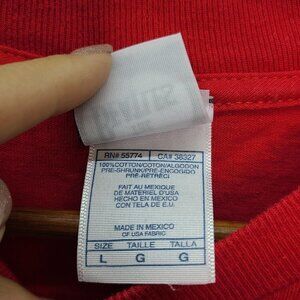 RN# 55774 CA# 38327
100%COTTON/COTON/ALGODON
PRE-SHRUNK/PRE-ENCOGIDO
PRÉ-RÉTRÉCI
FAIT AU MEXIQUE
DE MATERIEL D'USA
HECHO EN MEXICO
CON TELA DE E.U.
MADE IN MEXICO
OF USA FABRIC
SIZE TAILLE TALLA
L G G